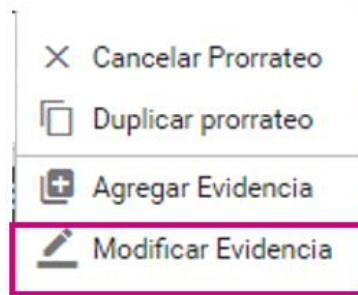 Cancelar Prorrateo
Duplicar prorrateo
Agregar Evidencia
Modificar Evidencia